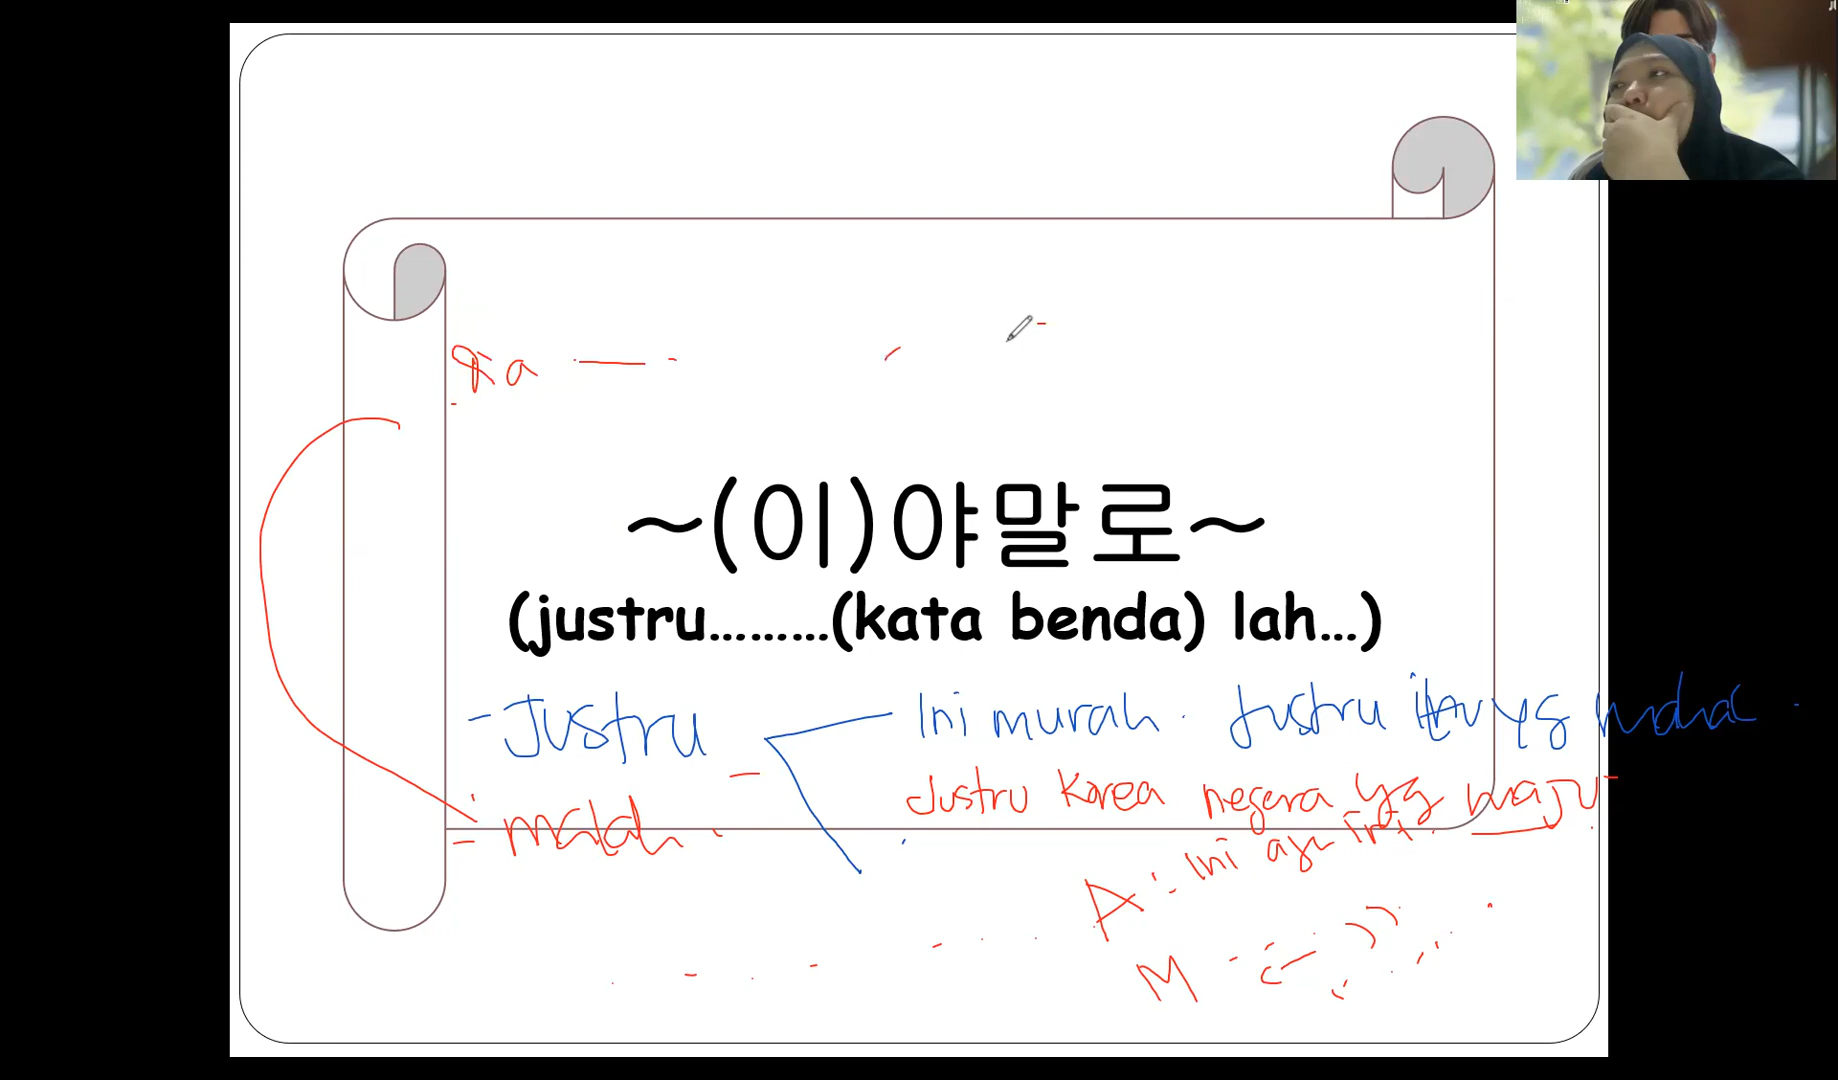 ~(이)야말로~
(justru.........(kata benda) lah...)
- Justru - Ini murah. Justru itu yg mahal.
Justru Korea negara yg maju
- malah
A : Ini
M -